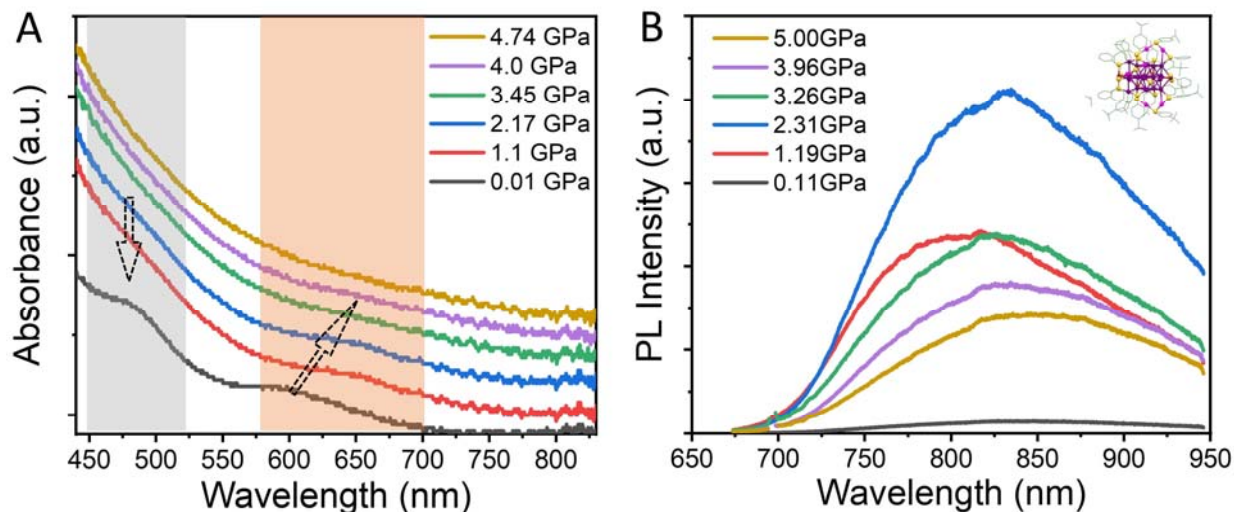 A
4.74 GPa
4.0 GPa
3.45 GPa
2.17 GPa
1.1 GPa
0.01 GPa
Absorbance (a.u.)
450 500 550 600 650 700 750 800
Wavelength (nm)
B
5.00GPa
3.96GPa
3.26GPa
2.31GPa
1.19GPa
0.11GPa
PL Intensity (a.u.)
650 700 750 800 850 900 950
Wavelength (nm)